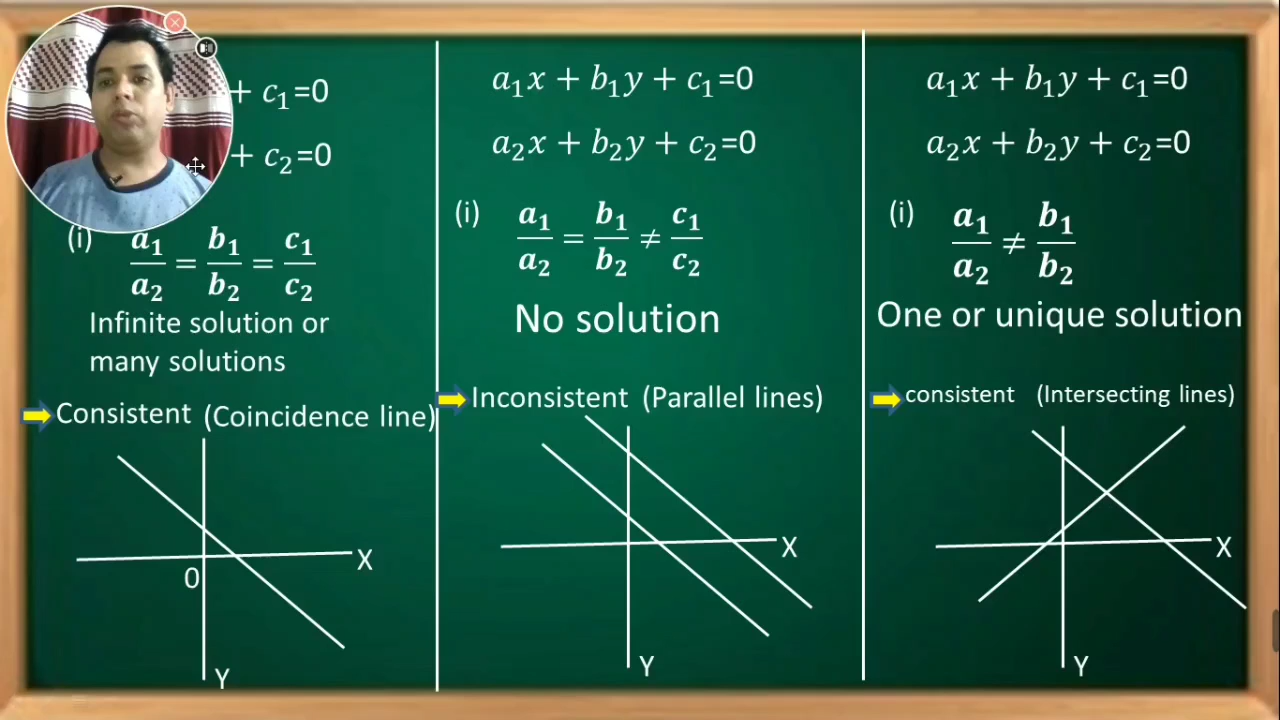 + c₁=0
+ c₂=0
(i) a₁/a₂ = b₁/b₂ = c₁/c₂
Infinite solution or
many solutions
Consistent (Coincidence line)
X
0
Y
a₁x + b₁y + c₁=0
a₂x + b₂y + c₂=0
(i) a₁/a₂ = b₁/b₂ ≠ c₁/c₂
No solution
Inconsistent (Parallel lines)
X
Y
a₁x + b₁y + c₁=0
a₂x + b₂y + c₂=0
(i) a₁/a₂ ≠ b₁/b₂
One or unique solution
consistent (Intersecting lines)
X
Y